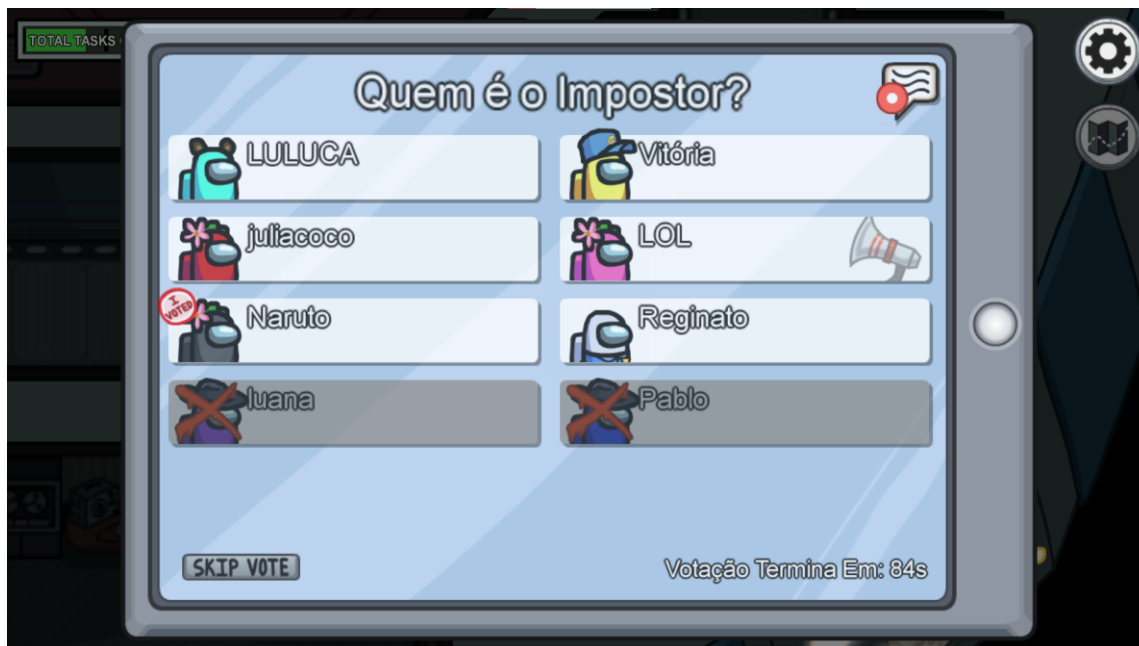 TOTAL TASKS
Quem é o Impostor?
LULUCA
Vitória
juliacoco
LOL
I VOTED
Naruto
Reginato
luana
Pablo
SKIP VOTE
Votação Termina Em: 84s